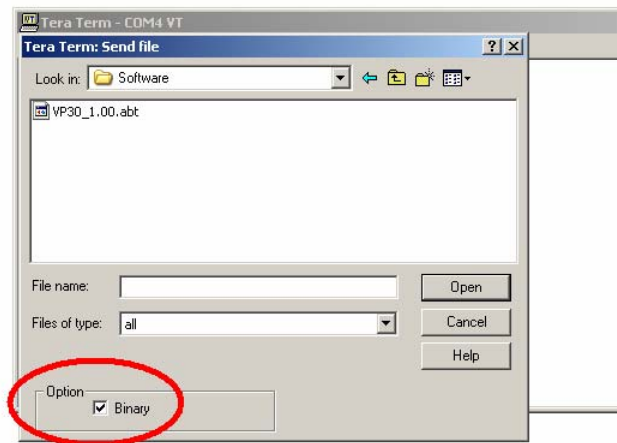 Tera Term - COM4 VT
Tera Term: Send file
Look in: Software
VP30_1.00.abt
File name:
Open
Files of type: all
Cancel
Help
Option
Binary